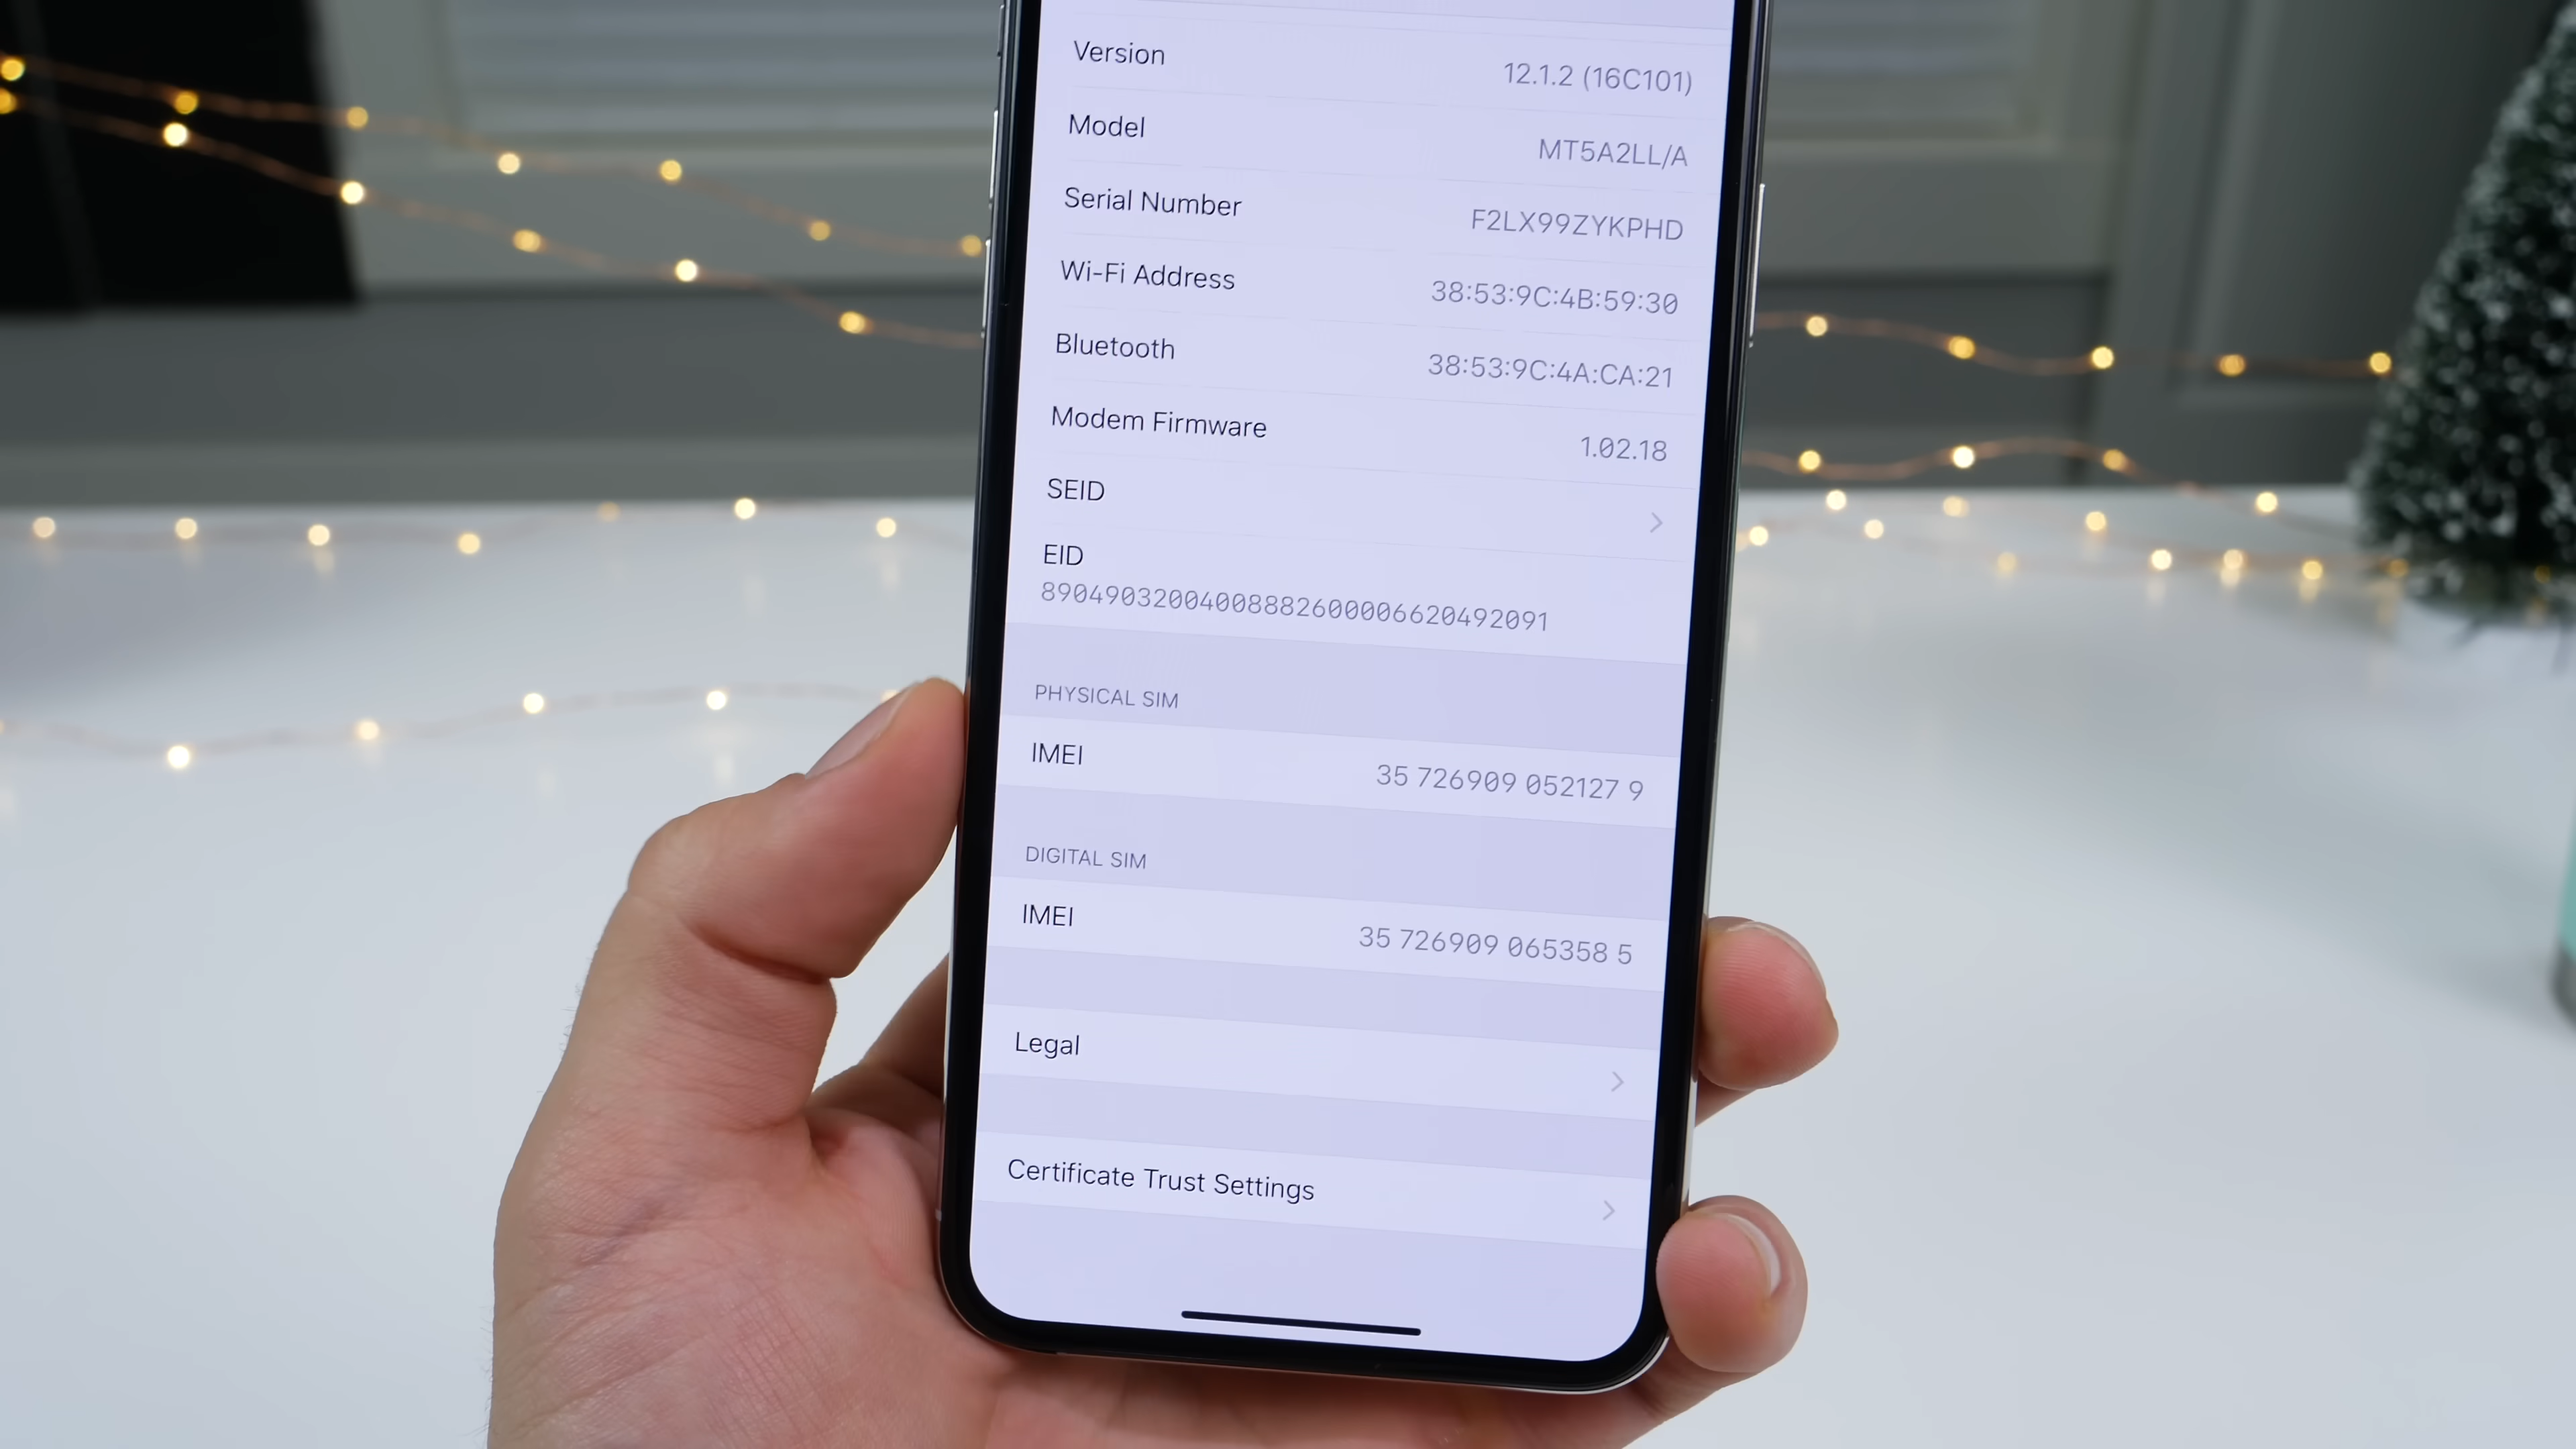 Version 12.1.2 (16C101)
Model MT5A2LL/A
Serial Number F2LX99ZYKPHD
Wi-Fi Address 38:53:9C:4B:59:30
Bluetooth 38:53:9C:4A:CA:21
Modem Firmware 1.02.18
SEID
EID
89049032004008882600006620492091
PHYSICAL SIM
IMEI 35 726909 052127 9
DIGITAL SIM
IMEI 35 726909 065358 5
Legal
Certificate Trust Settings